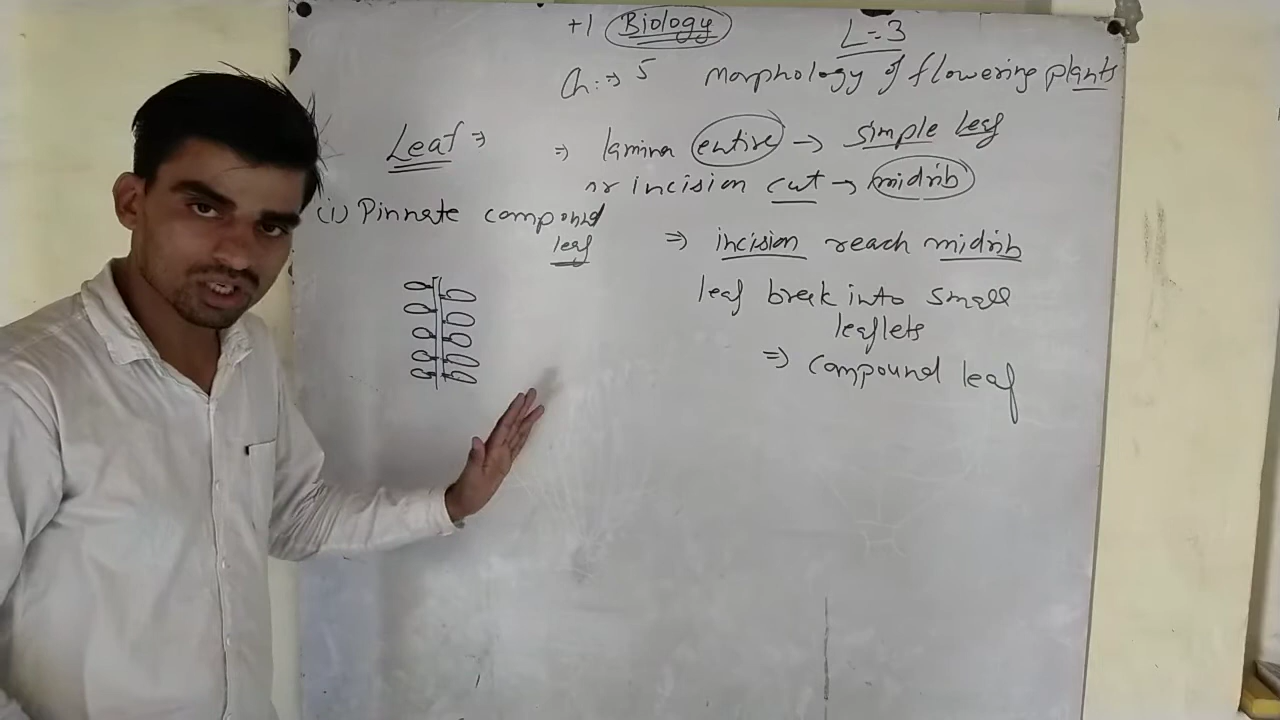 +1 Biology L=3
Ch:→ 5 Morphology of flowering plants
Leaf ⇒
⇒ lamina entire → simple leaf
or incision cut → midrib
(i) Pinnate compound leaf
⇒ incision reach midrib
leaf break into small
leaflets
⇒ compound leaf